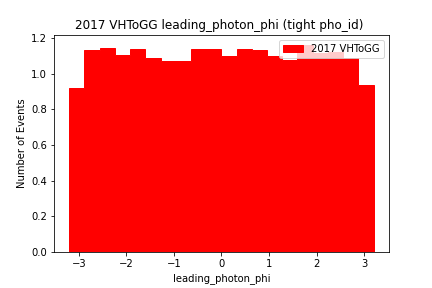 2017 VHToGG leading_photon_phi (tight pho_id)
2017 VHToGG
1.2
1.0
0.8
0.6
0.4
0.2
0.0
Number of Events
−3 −2 −1 0 1 2 3
leading_photon_phi